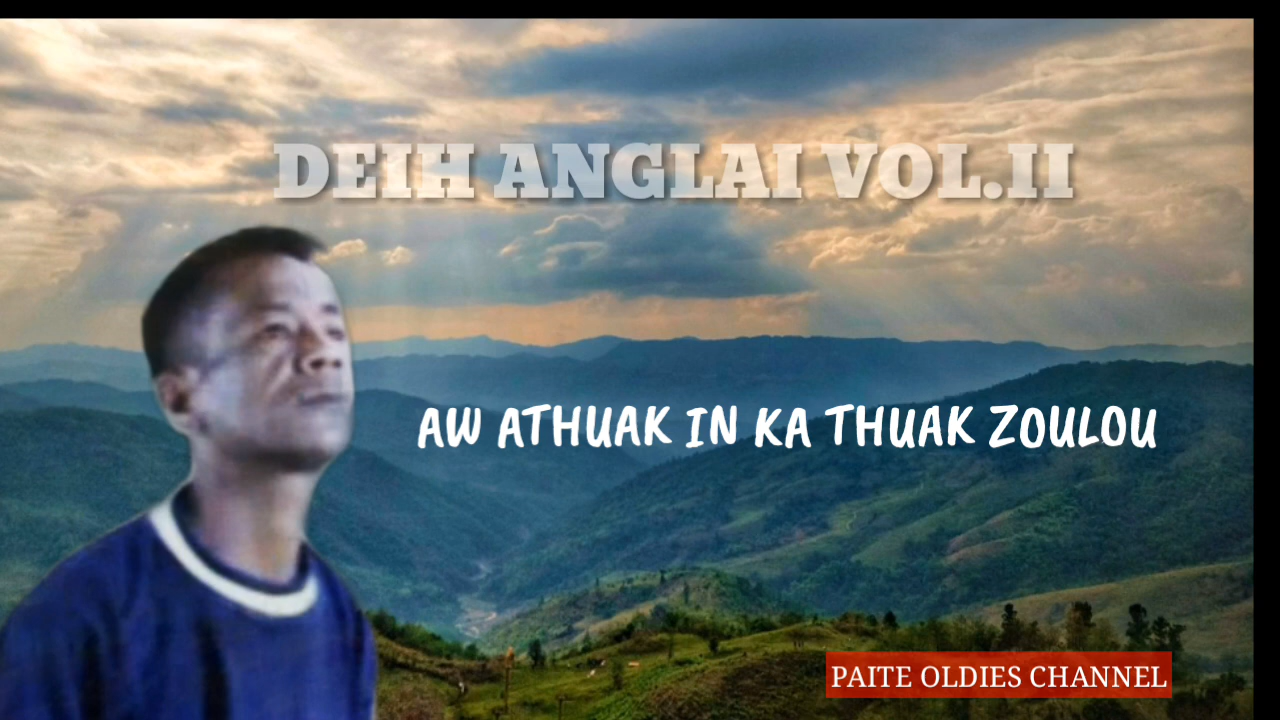 DEIH ANGLAI VOL.II
AW ATHUAK IN KA THUAK ZOULOU
PAITE OLDIES CHANNEL